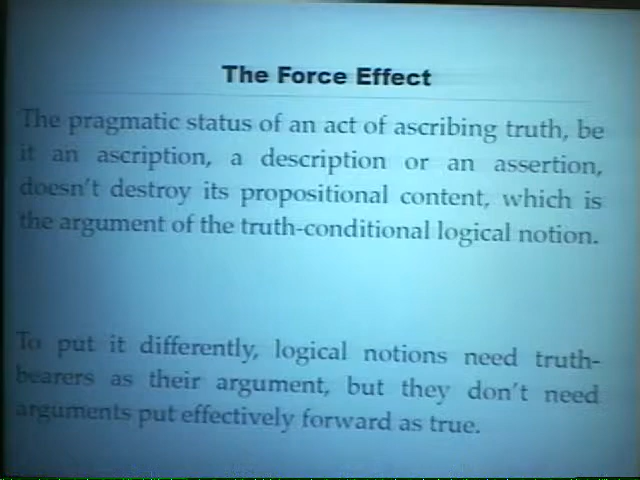 The Force Effect
The pragmatic status of an act of ascribing truth, be
it an ascription, a description or an assertion,
doesn't destroy its propositional content, which is
the argument of the truth-conditional logical notion.
To put it differently, logical notions need truth-
bearers as their argument, but they don't need
arguments put effectively forward as true.